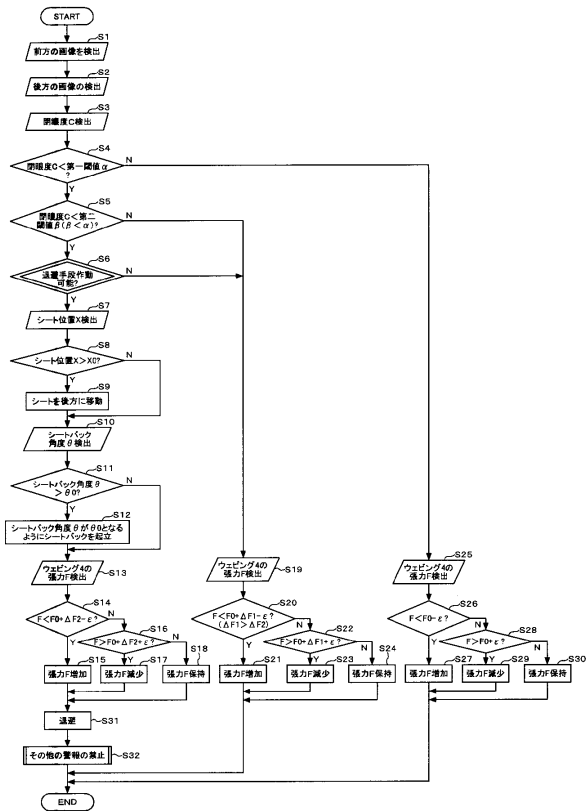 START
S1
前方の画像を検出
S2
後方の画像の検出
S3
閉瞼度C検出
S4
閉瞼度C<第一閾値α
?
N
Y
S5
閉瞼度C<第二
閾値β(β<α)?
N
Y
S6
退避手段作動
可能?
N
Y
S7
シート位置X検出
S8
シート位置X>X0?
N
Y
S9
シートを後方に移動
S10
シートバック
角度θ検出
S11
シートバック角度θ
>θ0?
N
Y
S12
シートバック角度θがθ0となる
ようにシートバックを起立
ウェビング4の
張力F検出
S13
S14
F<F0+ΔF2-ε?
N
Y
S16
F>F0+ΔF2+ε?
N
Y
S15
張力F増加
S17
張力F減少
S18
張力F保持
退避
S31
その他の警報の禁止
S32
END
ウェビング4の
張力F検出
S19
S20
F<F0+ΔF1-ε?
(ΔF1>ΔF2)
N
Y
S22
F>F0+ΔF1+ε?
N
Y
S21
張力F増加
S23
張力F減少
S24
張力F保持
S25
ウェビング4の
張力F検出
S26
F<F0-ε?
N
Y
S28
F>F0+ε?
N
Y
S27
張力F増加
S29
張力F減少
S30
張力F保持